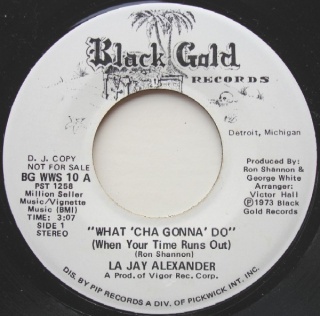 Black Gold
RECORDS
Detroit, Michigan
D. J. COPY
NOT FOR SALE
BG WWS 10 A
PST 1258
Million Seller
Music/Vignette
Music (BMI)
TIME: 3:07
SIDE 1
STEREO
Produced By:
Ron Shannon &
George White
Arranger:
Victor Hall
Ⓟ1973 Black
Gold Records
"WHAT 'CHA GONNA' DO"
(When Your Time Runs Out)
(Ron Shannon)
LA JAY ALEXANDER
A Prod. of Vigor Rec. Corp.
DIS. BY PIP RECORDS A DIV. OF PICKWICK INT. INC.